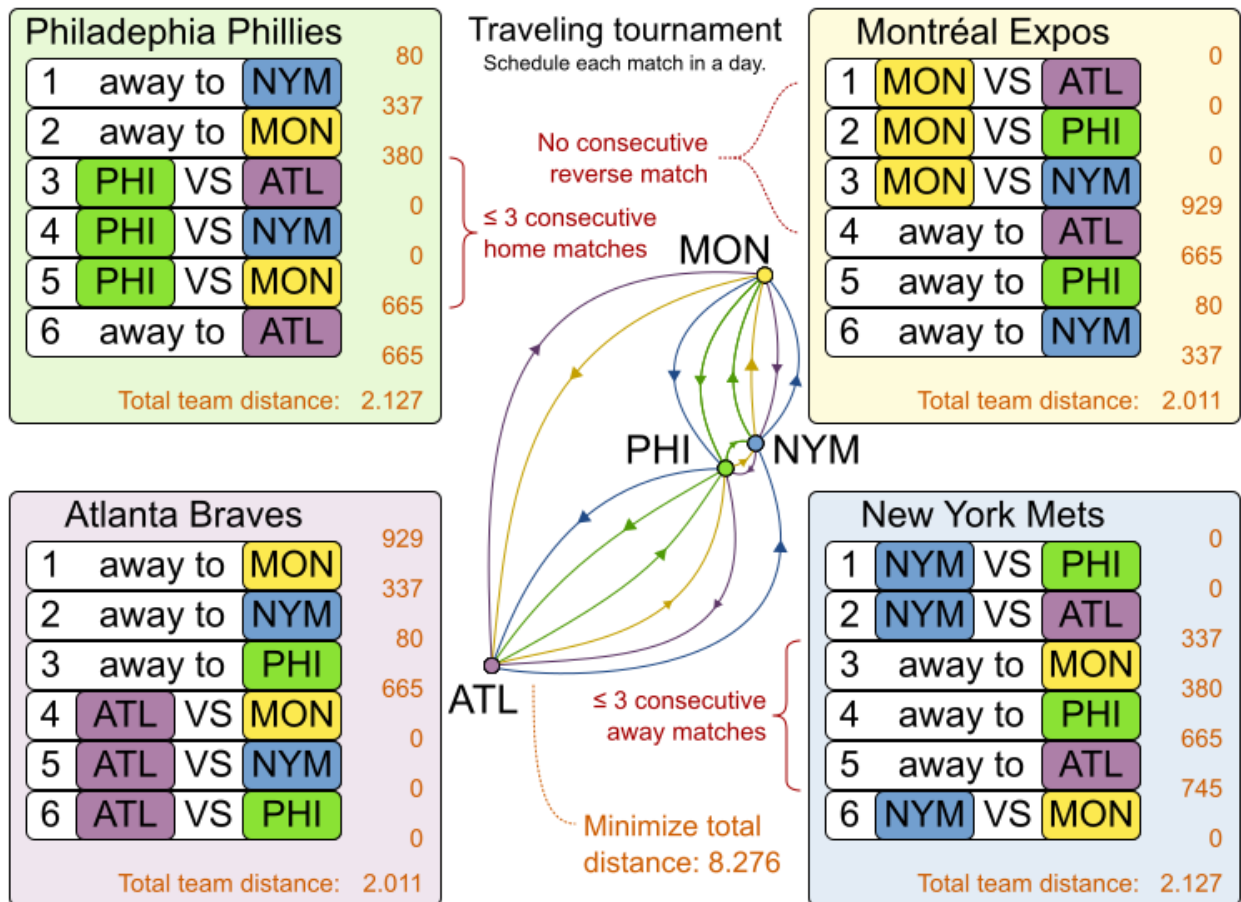 Philadephia Phillies
80
1 away to NYM
337
2 away to MON
380
3 PHI VS ATL
0
4 PHI VS NYM
0
5 PHI VS MON
665
6 away to ATL
665
Total team distance: 2.127
Traveling tournament
Schedule each match in a day.
No consecutive
reverse match
≤ 3 consecutive
home matches
Montréal Expos
0
1 MON VS ATL
0
2 MON VS PHI
0
3 MON VS NYM
929
4 away to ATL
665
5 away to PHI
80
6 away to NYM
337
Total team distance: 2.011
MON
PHI
NYM
ATL
Atlanta Braves
929
1 away to MON
337
2 away to NYM
80
3 away to PHI
665
4 ATL VS MON
0
5 ATL VS NYM
0
6 ATL VS PHI
0
Total team distance: 2.011
≤ 3 consecutive
away matches
Minimize total
distance: 8.276
New York Mets
0
1 NYM VS PHI
0
2 NYM VS ATL
337
3 away to MON
380
4 away to PHI
665
5 away to ATL
745
6 NYM VS MON
0
Total team distance: 2.127